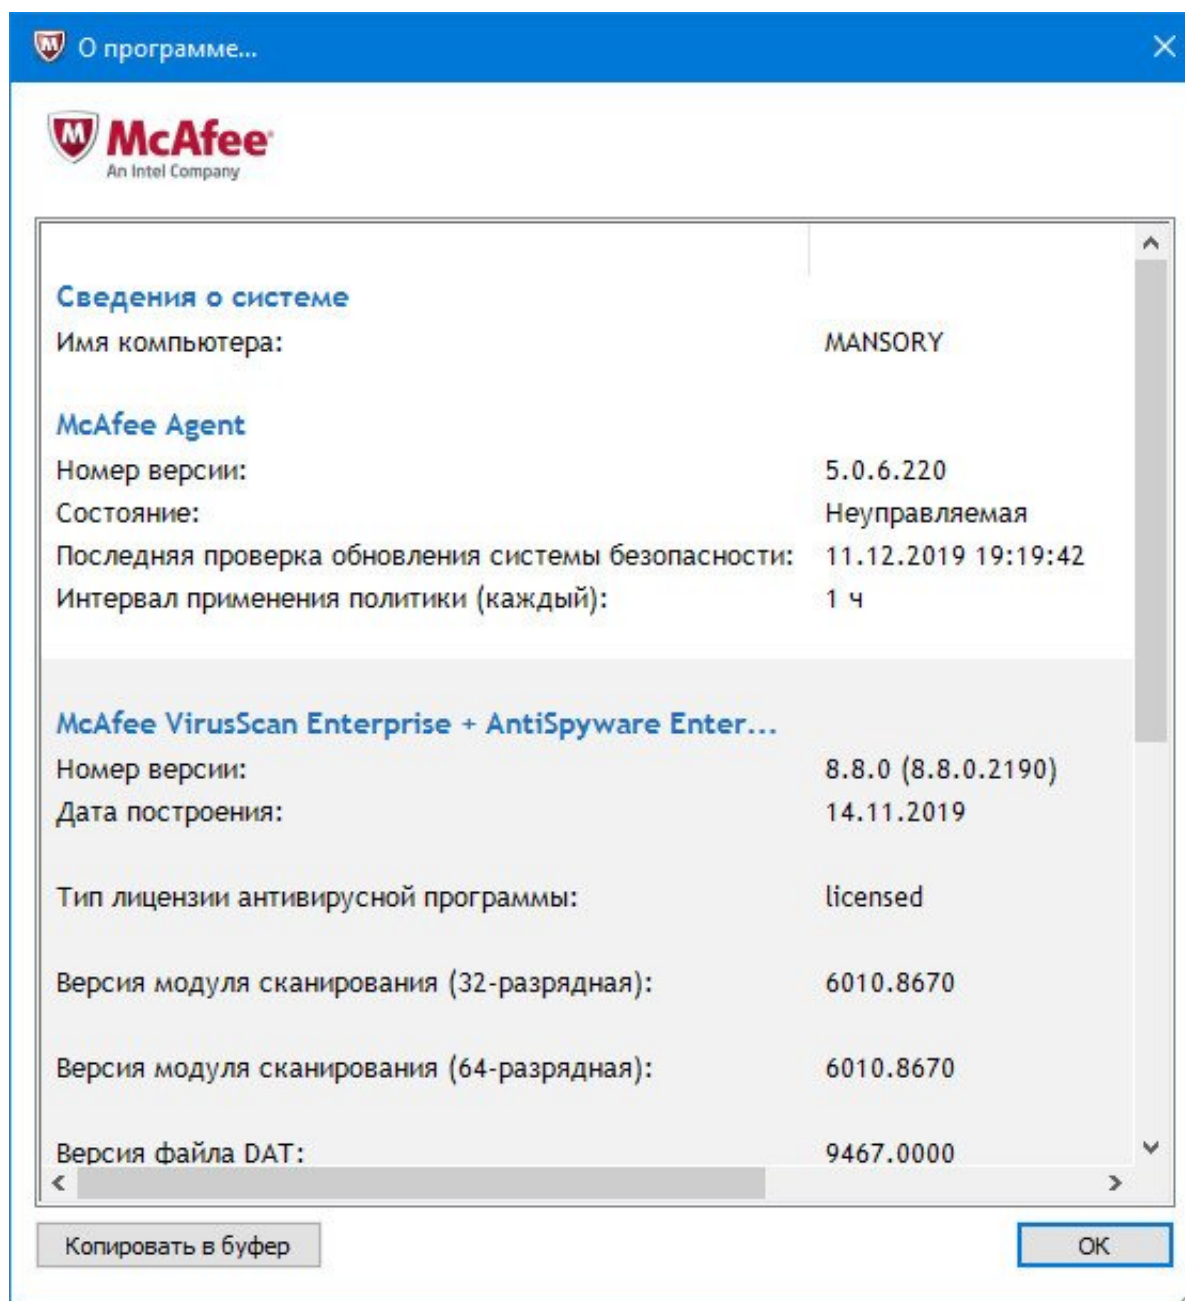 О программе...
McAfee
An Intel Company
Сведения о системе
Имя компьютера: MANSORY
McAfee Agent
Номер версии: 5.0.6.220
Состояние: Неуправляемая
Последняя проверка обновления системы безопасности: 11.12.2019 19:19:42
Интервал применения политики (каждый): 1 ч
McAfee VirusScan Enterprise + AntiSpyware Enter...
Номер версии: 8.8.0 (8.8.0.2190)
Дата построения: 14.11.2019
Тип лицензии антивирусной программы: licensed
Версия модуля сканирования (32-разрядная): 6010.8670
Версия модуля сканирования (64-разрядная): 6010.8670
Версия файла DAT: 9467.0000
Копировать в буфер ОК